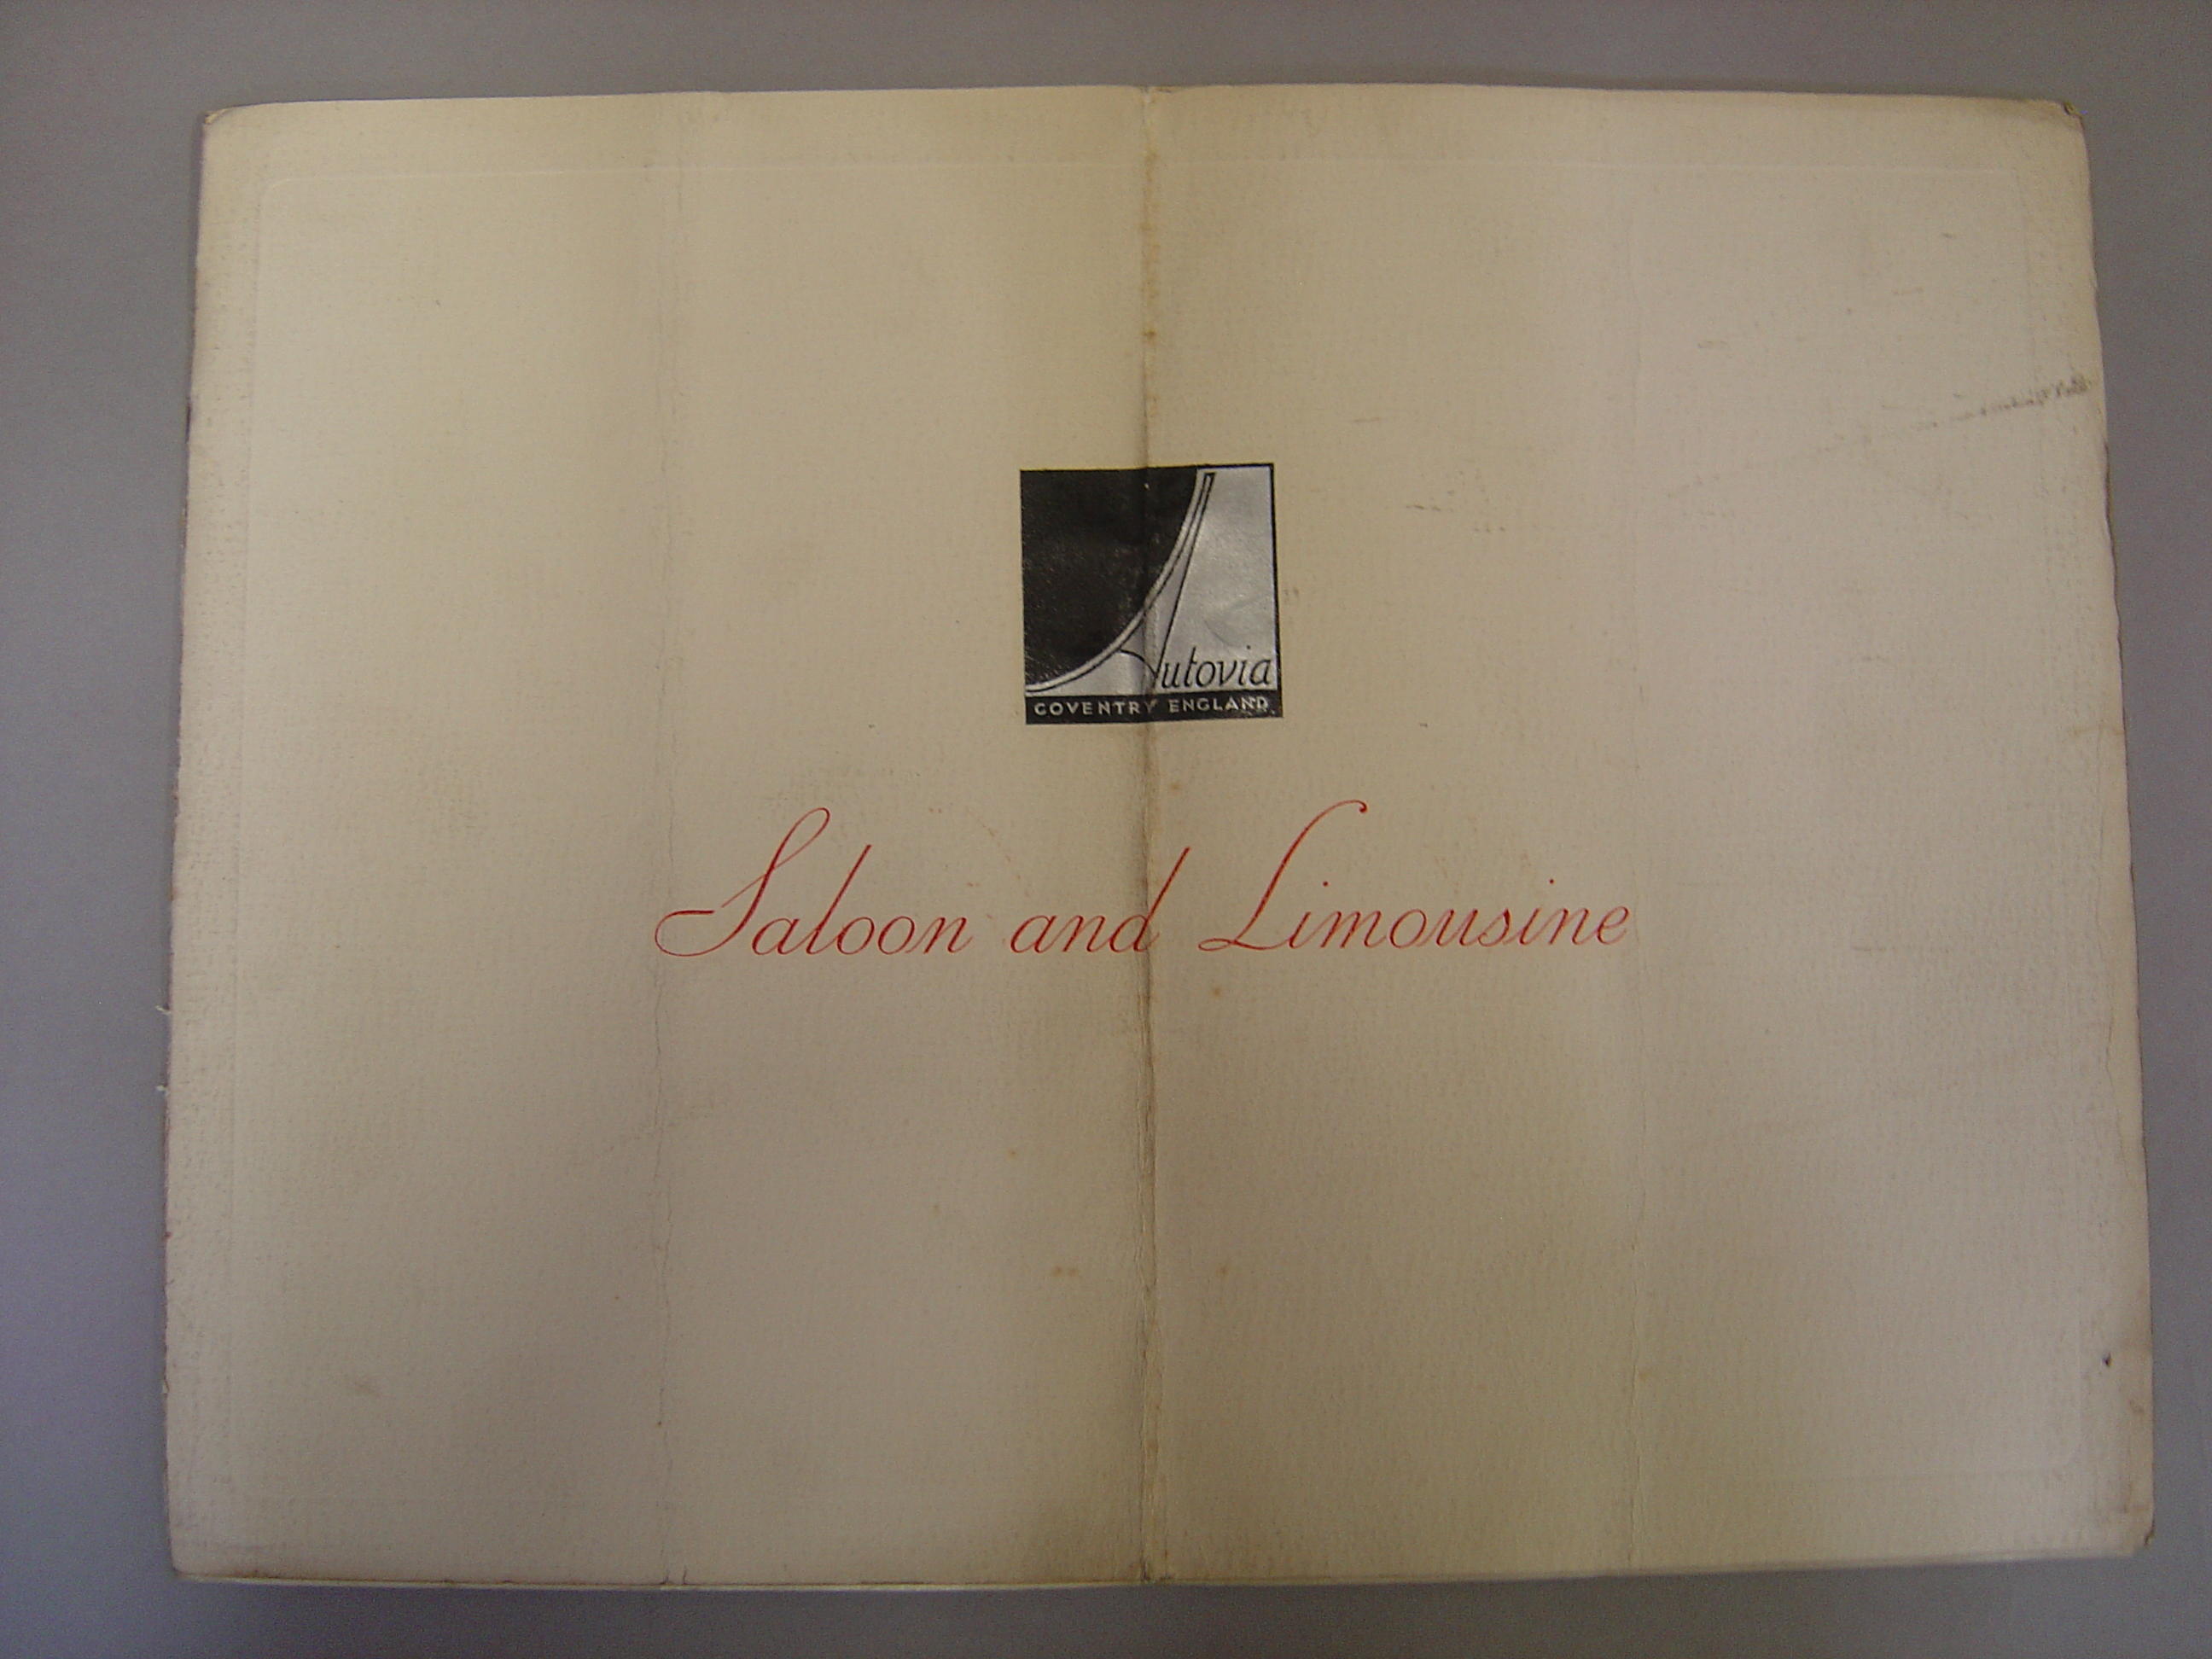 Autovia
COVENTRY ENGLAND
Saloon and Limousine